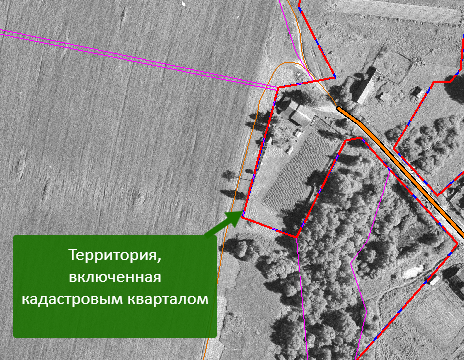 Территория,
включенная
кадастровым кварталом